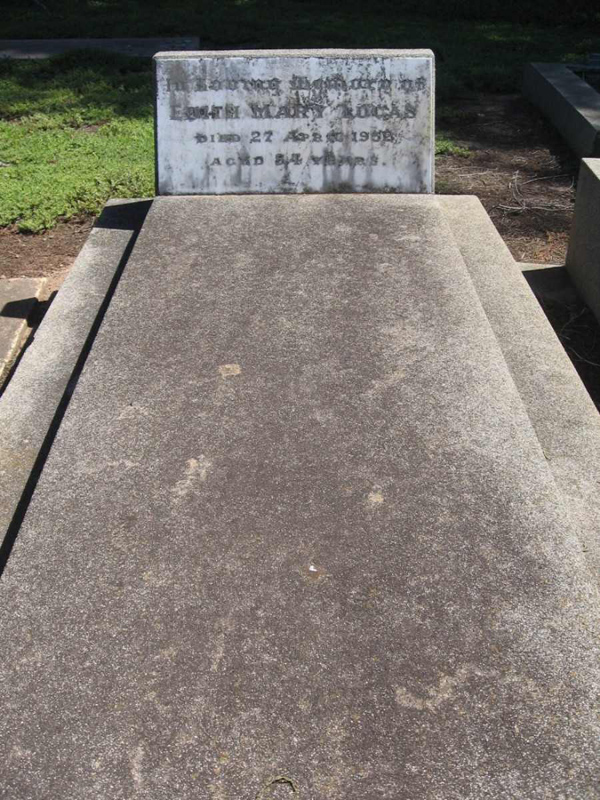 In Loving Memory of
Edith Mary Lucas
Died 27 April
Aged Years.